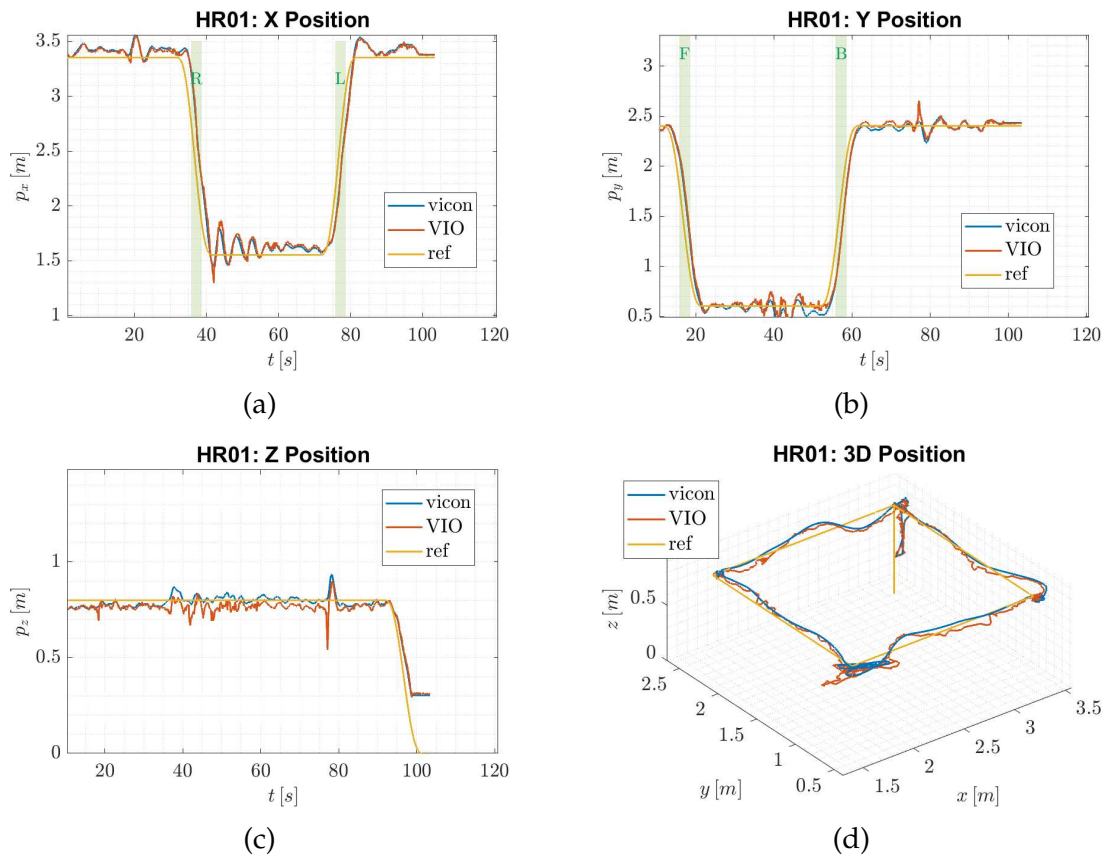 HR01: X Position
3.5
3
2.5
2
1.5
1
p_x [m]
R
L
vicon
VIO
ref
20
40
60
80
100
120
t [s]
(a)
HR01: Y Position
3
2.5
2
1.5
1
0.5
p_y [m]
F
B
vicon
VIO
ref
20
40
60
80
100
120
t [s]
(b)
HR01: Z Position
1
0.5
0
p_z [m]
vicon
VIO
ref
20
40
60
80
100
120
t [s]
(c)
HR01: 3D Position
vicon
VIO
ref
0.5
0
z [m]
2.5
2
1.5
1
0.5
y [m]
1.5
2
2.5
3
3.5
x [m]
(d)